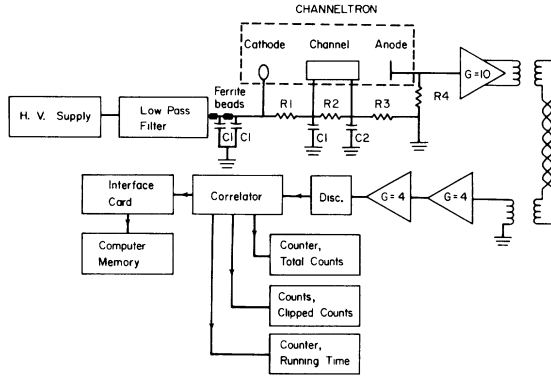 CHANNELTRON
Cathode Channel Anode
G=10
R4
Ferrite
beads
R1 R2 R3
H. V. Supply
Low Pass
Filter
C1 C1 C1 C2
Interface
Card
Correlator
Disc.
G=4
G=4
Computer
Memory
Counter,
Total Counts
Counts,
Clipped Counts
Counter,
Running Time